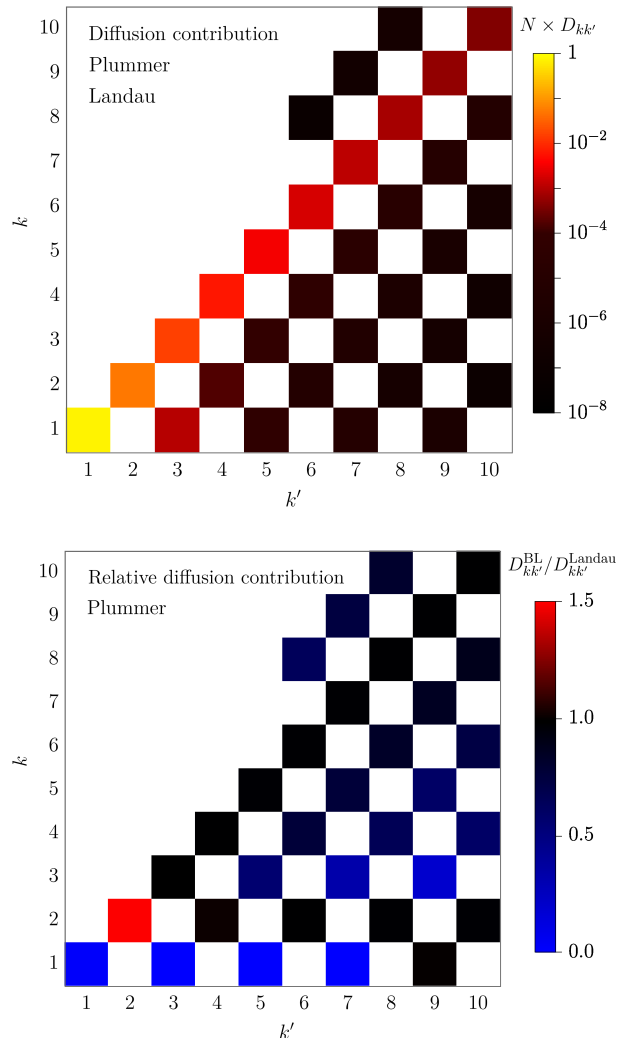 Diffusion contribution
Plummer
Landau
N × D_{kk′}
1
10^{−2}
10^{−4}
10^{−6}
10^{−8}
10
9
8
7
6
5
4
3
2
1
k
1 2 3 4 5 6 7 8 9 10
k′
Relative diffusion contribution
Plummer
D_{kk′}^{BL}/D_{kk′}^{Landau}
1.5
1.0
0.5
0.0
10
9
8
7
6
5
4
3
2
1
k
1 2 3 4 5 6 7 8 9 10
k′